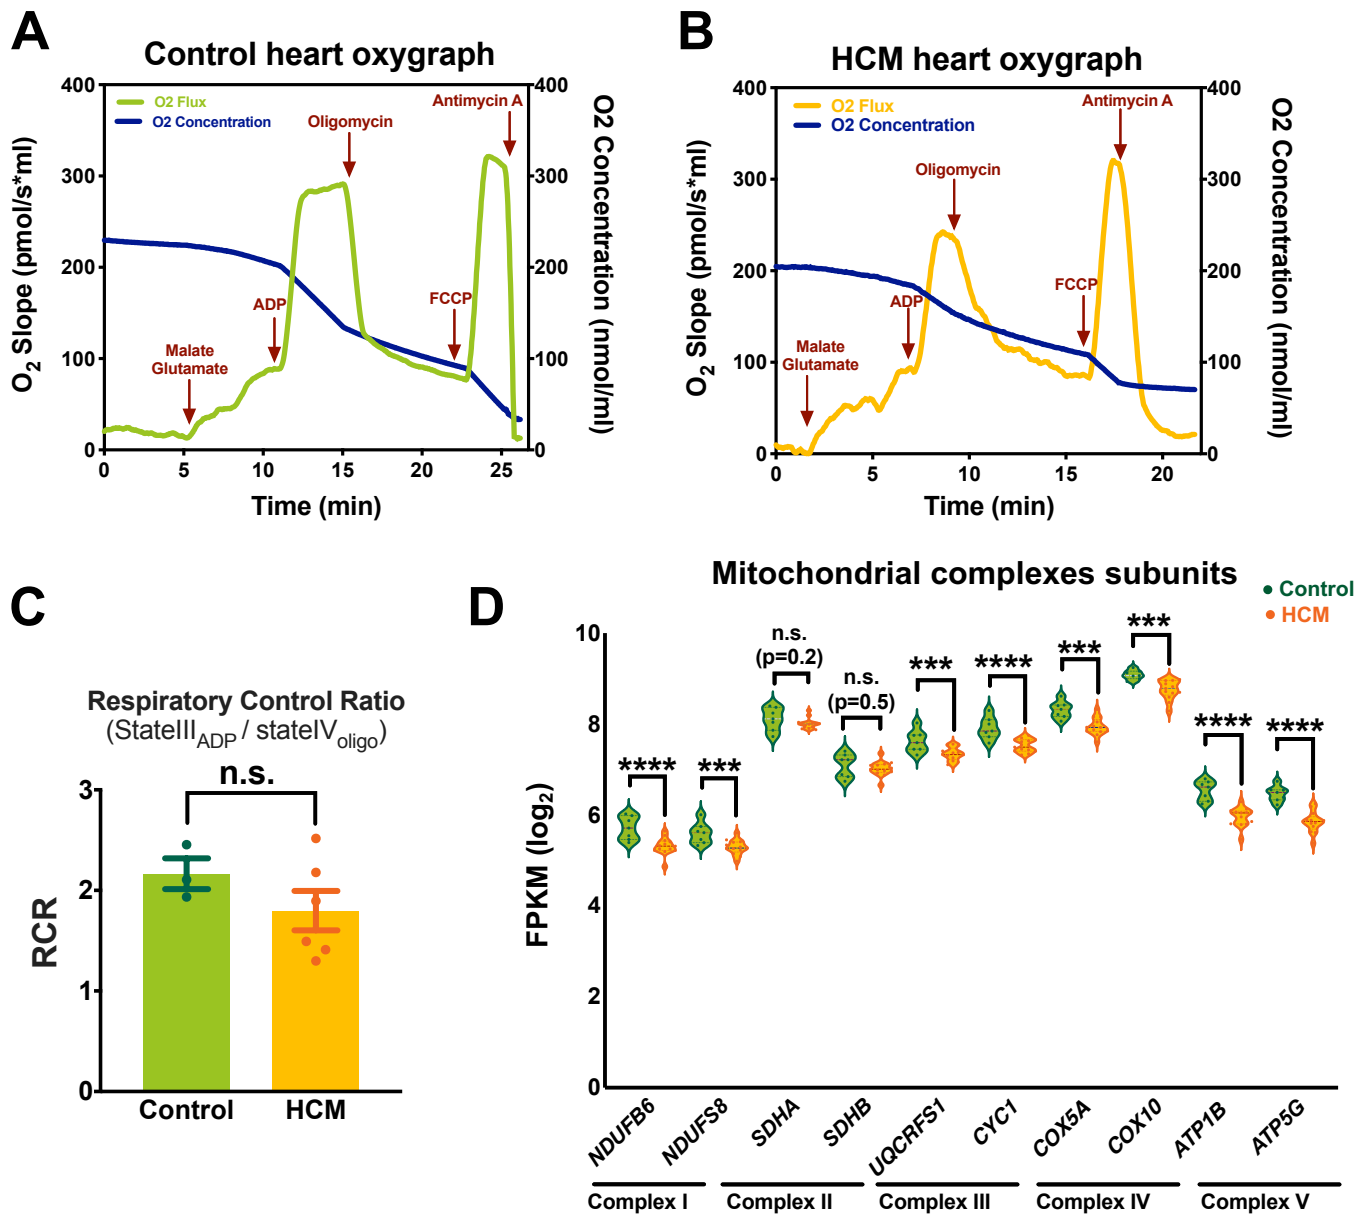 A
Control heart oxygraph
O2 Flux
O2 Concentration
Malate
Glutamate
ADP
Oligomycin
FCCP
Antimycin A
O2 Slope (pmol/s*ml)
O2 Concentration (nmol/ml)
400
300
200
100
0
400
300
200
100
0
0 5 10 15 20 25
Time (min)
B
HCM heart oxygraph
O2 Flux
O2 Concentration
Malate
Glutamate
ADP
Oligomycin
FCCP
Antimycin A
O2 Slope (pmol/s*ml)
O2 Concentration (nmol/ml)
400
300
200
100
0
400
300
200
100
0
0 5 10 15 20
Time (min)
C
Respiratory Control Ratio
(StateIIIADP / stateIVoligo)
n.s.
RCR
3
2
1
0
Control HCM
D
Mitochondrial complexes subunits
Control
HCM
FPKM (log2)
10
8
6
4
2
0
****
***
n.s.
(p=0.2)
n.s.
(p=0.5)
***
****
***
***
****
****
NDUFB6 NDUFS8 SDHA SDHB UQCRFS1 CYC1 COX5A COX10 ATP1B ATP5G
Complex I Complex II Complex III Complex IV Complex V